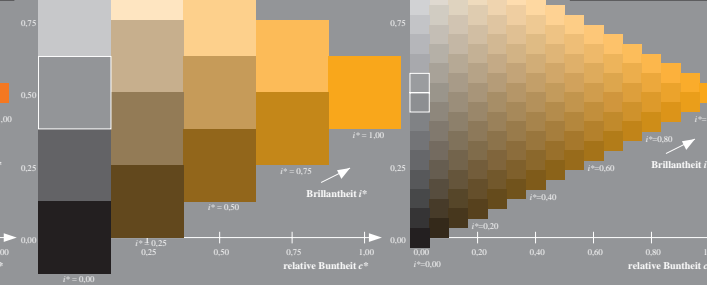 0,75
0,50
0,25
0,00
,00
*
00
*
i* = 1,00
i* = 0,75
Brillantheit i*
i* = 0,50
i* = 0,25
i* = 0,00
0,25
0,50
0,75
1,00
relative Buntheit c*
0,75
0,50
0,25
0,00
i*=
i*=0,80
Brillantheit i
i*=0,60
i*=0,40
i*=0,20
i*=0,00
0,00
0,20
0,40
0,60
0,80
1
relative Buntheit c